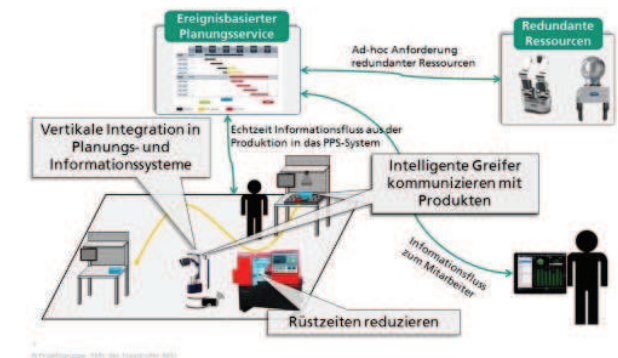 Ereignisbasierter
Planungsservice
Redundante
Ressourcen
Ad-hoc Anforderung
redundanter Ressourcen
Vertikale Integration in
Planungs- und
Informationssysteme
Echtzeit Informationsfluss aus der
Produktion in das PPS-System
Intelligente Greifer
kommunizieren mit
Produkten
Informationsfluss
zum Mitarbeiter
Rüstzeiten reduzieren